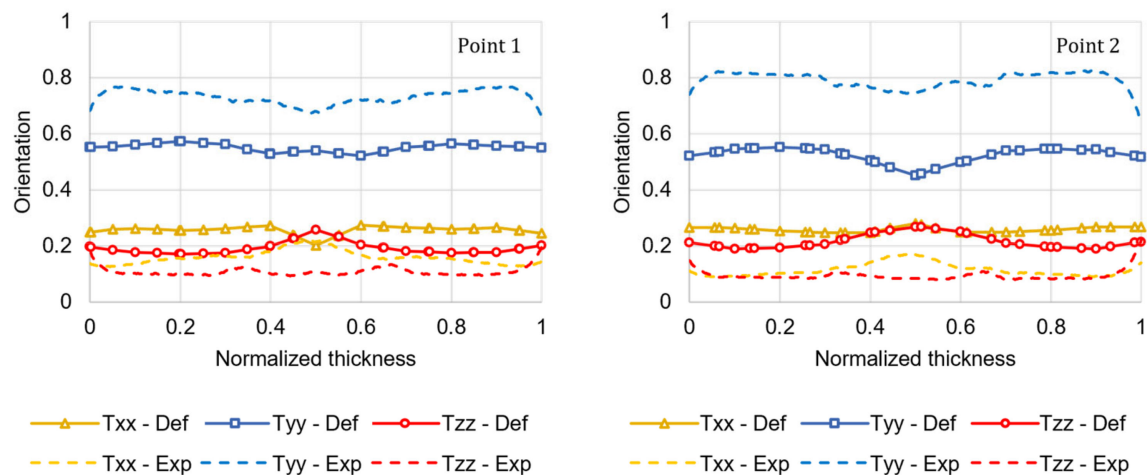 1
0.8
0.6
0.4
0.2
0
Orientation
Point 1
0 0.2 0.4 0.6 0.8 1
Normalized thickness
Txx - Def Tyy - Def Tzz - Def
Txx - Exp Tyy - Exp Tzz - Exp
1
0.8
0.6
0.4
0.2
0
Orientation
Point 2
0 0.2 0.4 0.6 0.8 1
Normalized thickness
Txx - Def Tyy - Def Tzz - Def
Txx - Exp Tyy - Exp Tzz - Exp